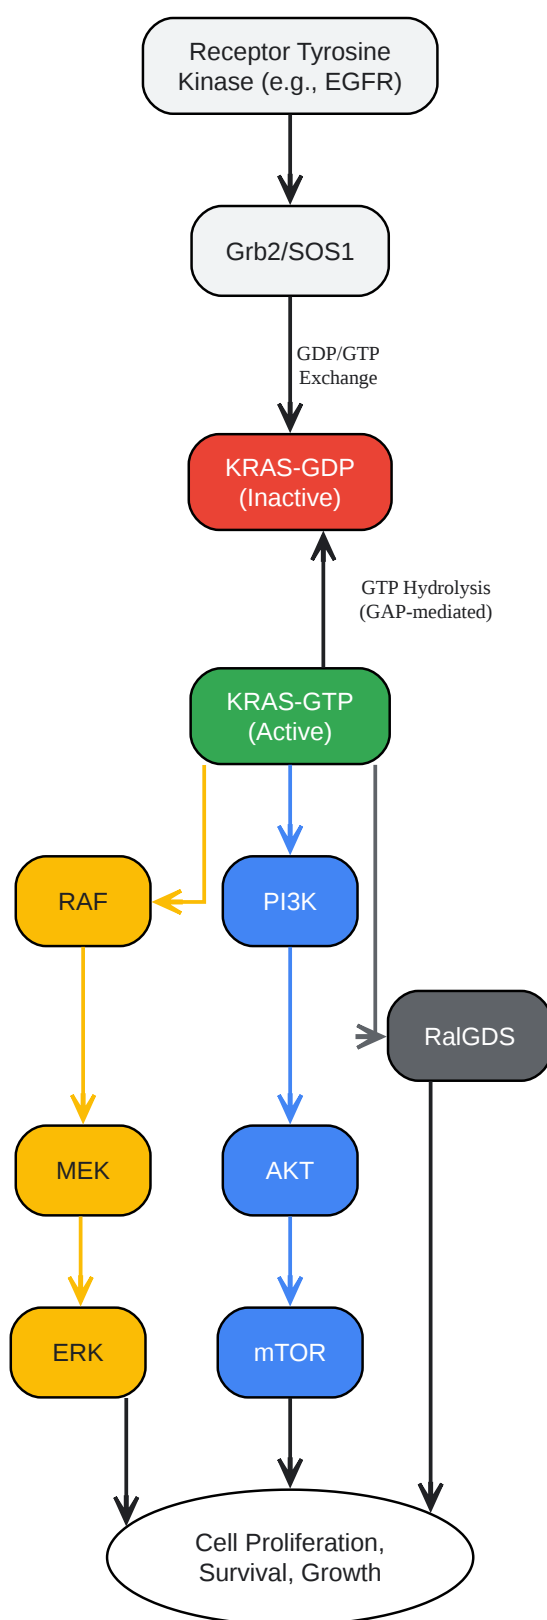 Receptor Tyrosine
Kinase (e.g., EGFR)
Grb2/SOS1
GDP/GTP
Exchange
KRAS-GDP
(Inactive)
GTP Hydrolysis
(GAP-mediated)
KRAS-GTP
(Active)
RAF
PI3K
RalGDS
MEK
AKT
ERK
mTOR
Cell Proliferation,
Survival, Growth